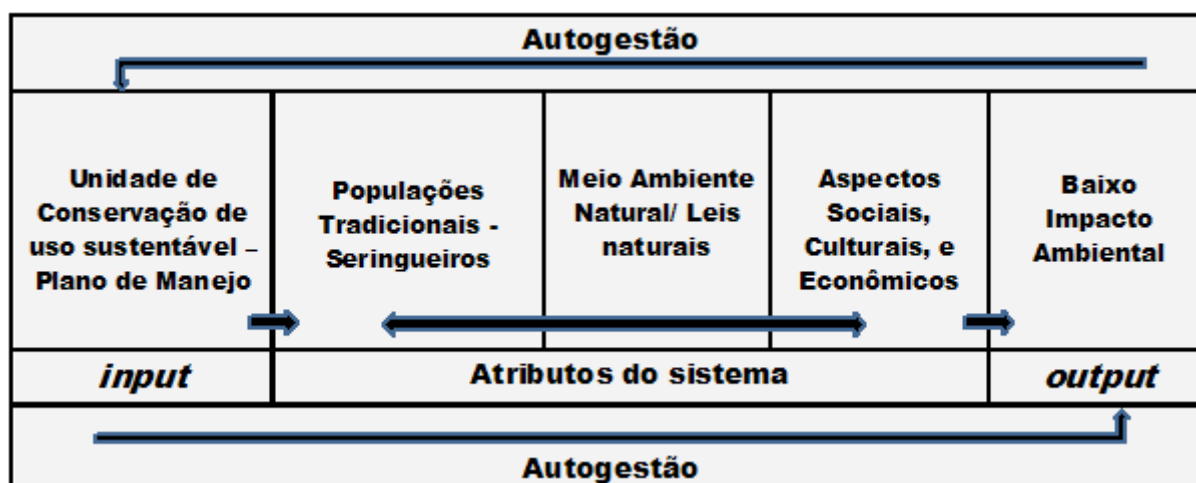 Autogestão
Unidade de
Conservação de
uso sustentável –
Plano de Manejo
Populações
Tradicionais -
Seringueiros
Meio Ambiente
Natural/ Leis
naturais
Aspectos
Sociais,
Culturais, e
Econômicos
Baixo
Impacto
Ambiental
input
Atributos do sistema
output
Autogestão